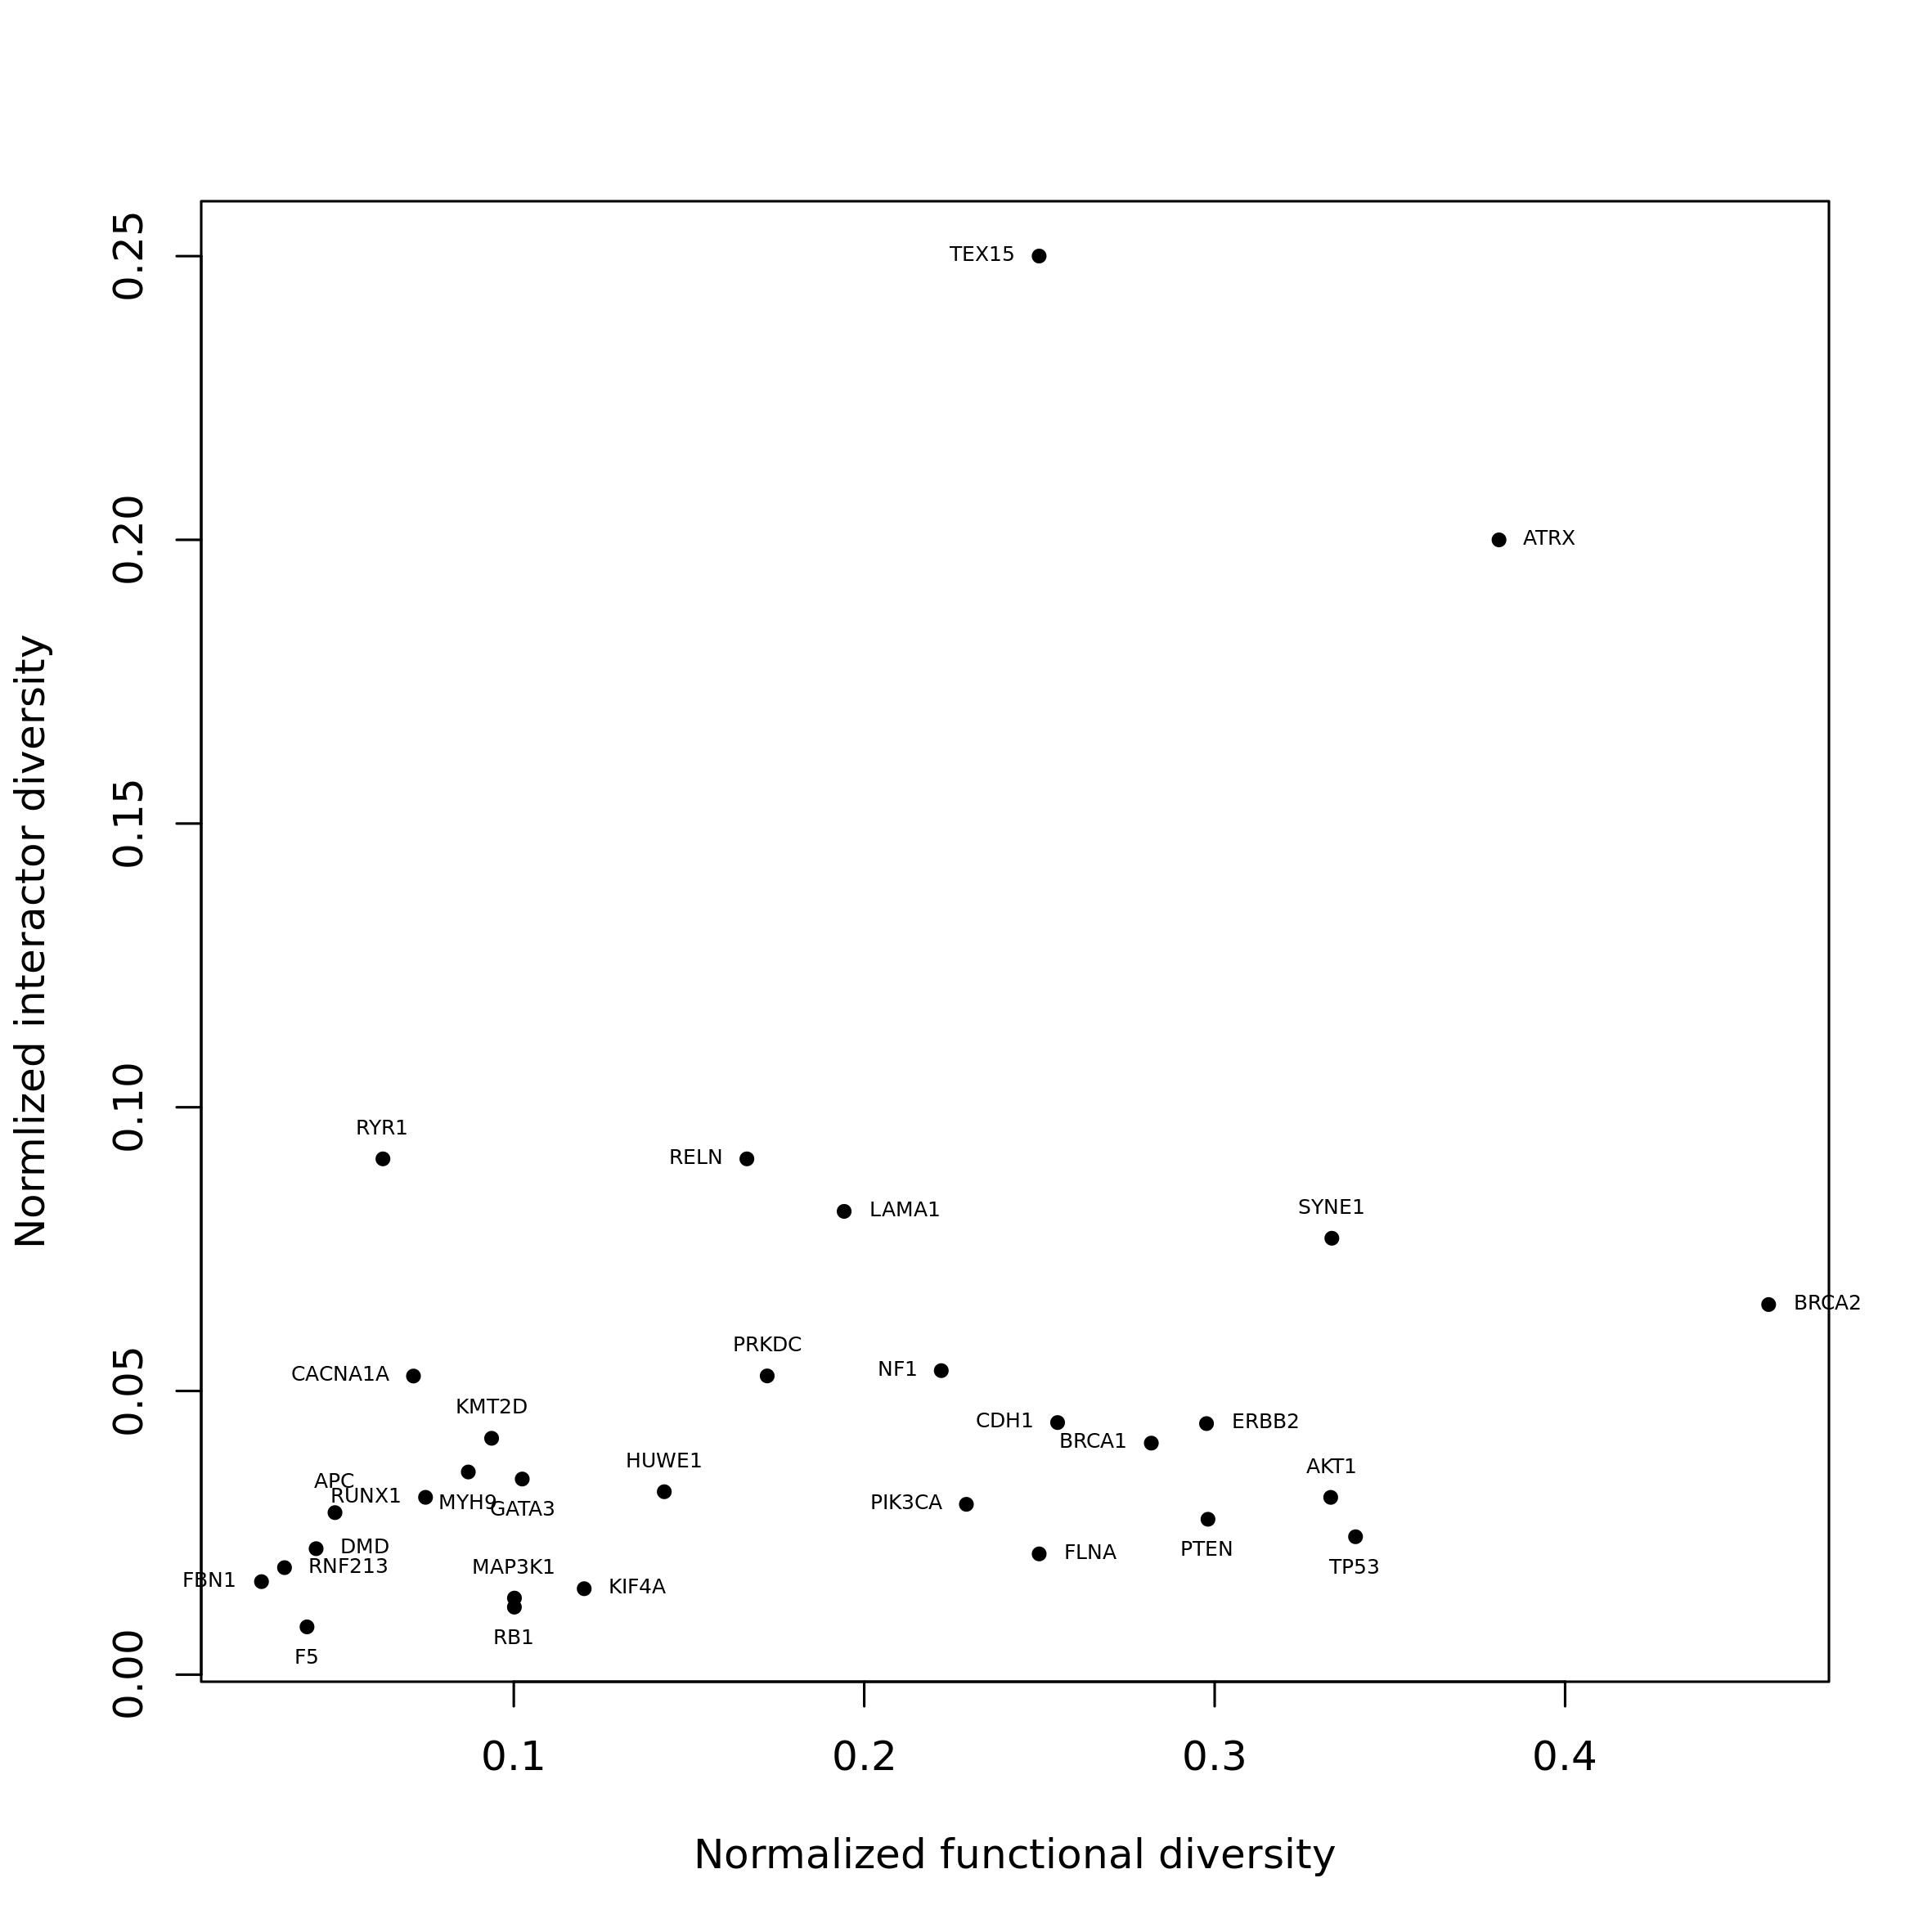 0.25
TEX15
0.20
ATRX
0.15
Normlized interactor diversity
0.10
RYR1
RELN
LAMA1
SYNE1
BRCA2
PRKDC
0.05
CACNA1A
NF1
KMT2D
CDH1
ERBB2
BRCA1
HUWE1
AKT1
APC
RUNX1
MYH9
GATA3
PIK3CA
DMD
PTEN
FLNA
RNF213
MAP3K1
TP53
FBN1
KIF4A
RB1
F5
0.00
0.1 0.2 0.3 0.4
Normalized functional diversity